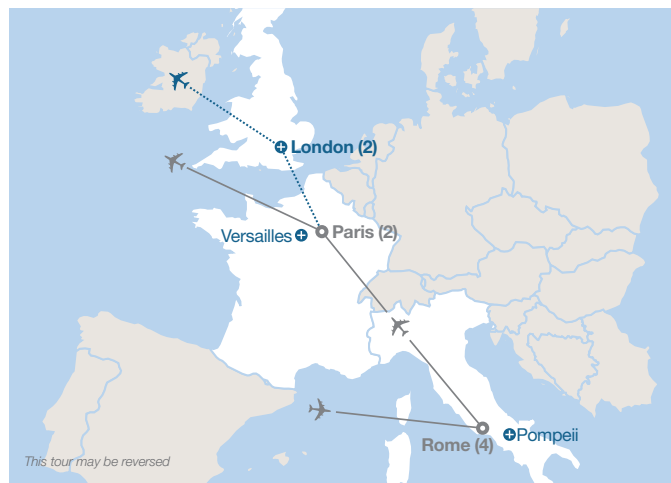 London (2)
Versailles
Paris (2)
Rome (4)
Pompeii
This tour may be reversed